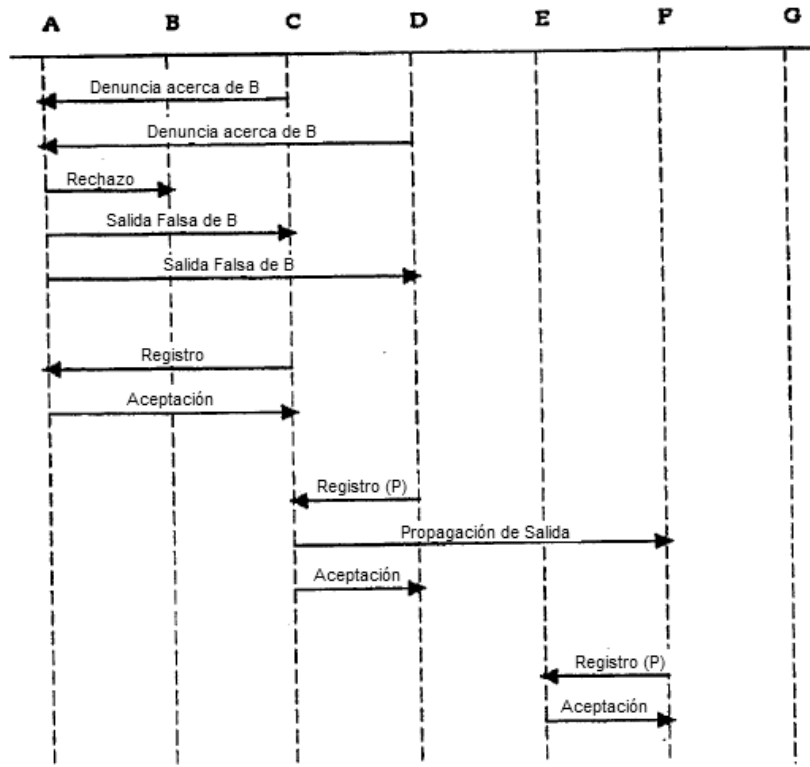 A B C D E F G
Denuncia acerca de B
Denuncia acerca de B
Rechazo
Salida Falsa de B
Salida Falsa de B
Registro
Aceptación
Registro (P)
Propagación de Salida
Aceptación
Registro (P)
Aceptación